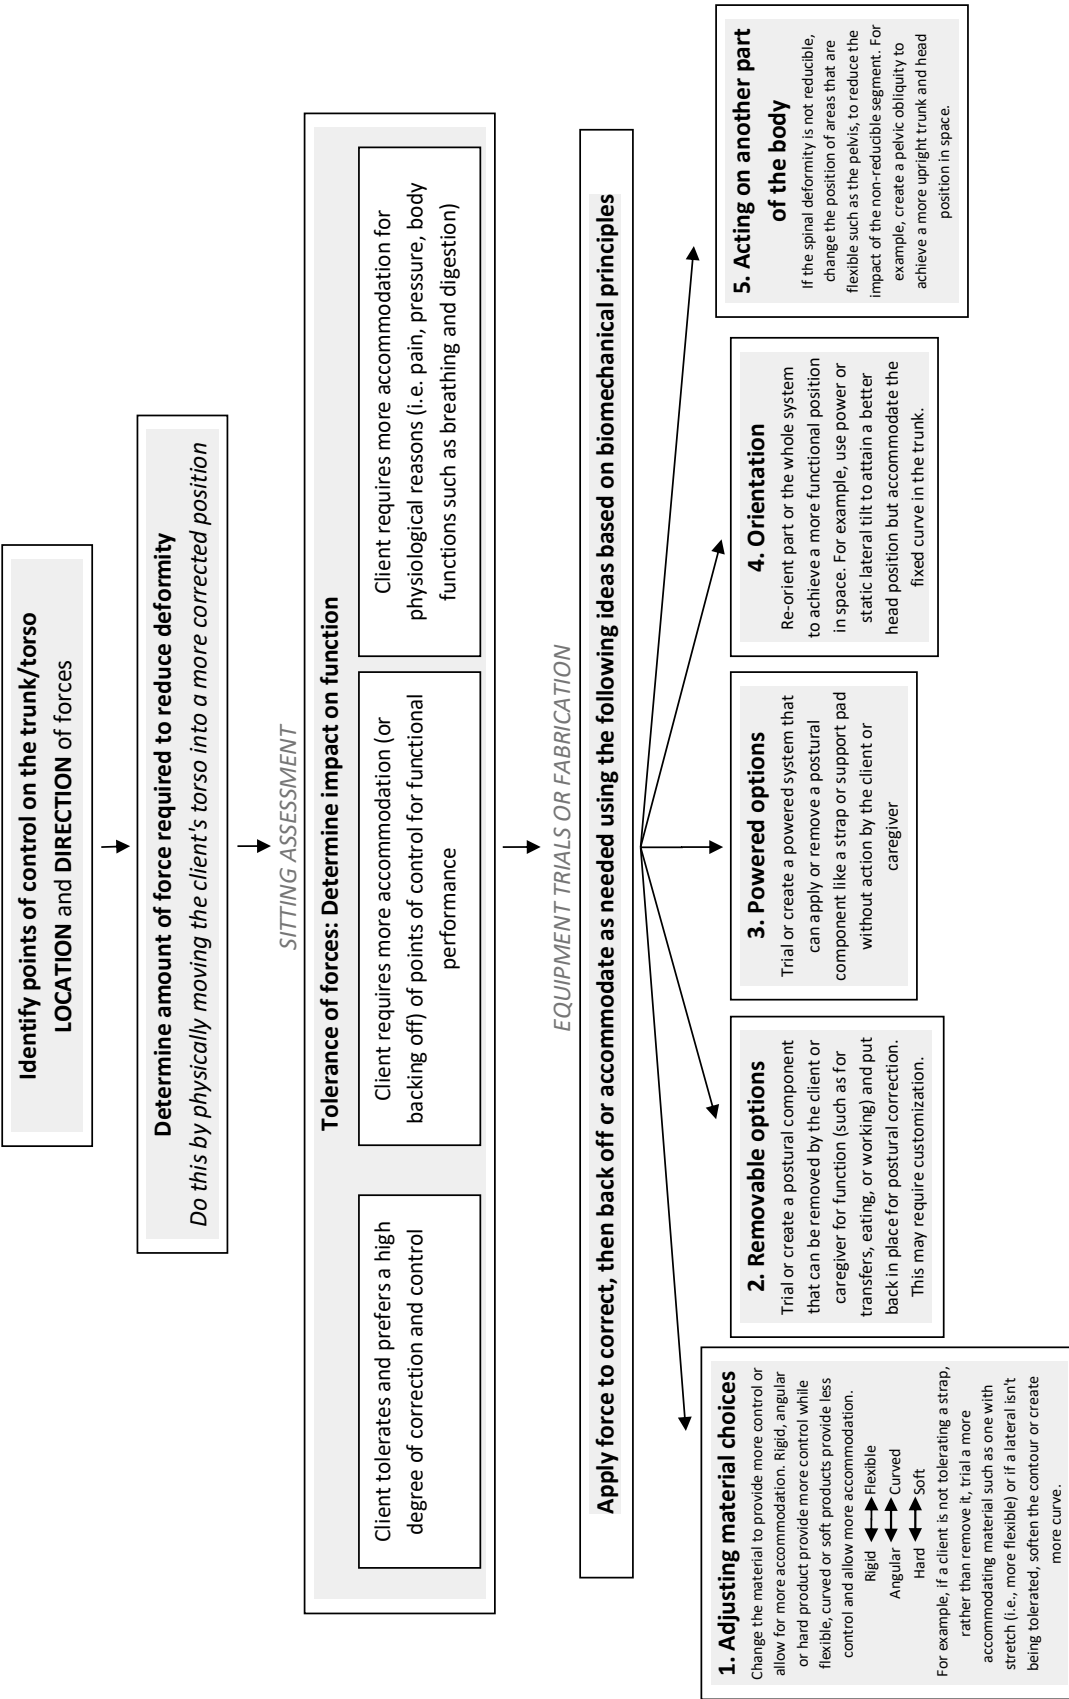 Identify points of control on the trunk/torso
LOCATION and DIRECTION of forces
Determine amount of force required to reduce deformity
Do this by physically moving the client's torso into a more corrected position
SITTING ASSESSMENT
Tolerance of forces: Determine impact on function
Client tolerates and prefers a high
degree of correction and control
Client requires more accommodation (or
backing off) of points of control for functional
performance
Client requires more accommodation for
physiological reasons (i.e. pain, pressure, body
functions such as breathing and digestion)
EQUIPMENT TRIALS OR FABRICATION
Apply force to correct, then back off or accommodate as needed using the following ideas based on biomechanical principles
1. Adjusting material choices
Change the material to provide more control or
allow for more accommodation. Rigid, angular
or hard product provide more control while
flexible, curved or soft products provide less
control and allow more accommodation.
Rigid Flexible
Angular Curved
Hard Soft
For example, if a client is not tolerating a strap,
rather than remove it, trial a more
accommodating material such as one with
stretch (i.e., more flexible) or if a lateral isn't
being tolerated, soften the contour or create
more curve.
2. Removable options
Trial or create a postural component
that can be removed by the client or
caregiver for function (such as for
transfers, eating, or working) and put
back in place for postural correction.
This may require customization.
3. Powered options
Trial or create a powered system that
can apply or remove a postural
component like a strap or support pad
without action by the client or
caregiver
4. Orientation
Re-orient part or the whole system
to achieve a more functional position
in space. For example, use power or
static lateral tilt to attain a better
head position but accommodate the
fixed curve in the trunk.
5. Acting on another part
of the body
If the spinal deformity is not reducible,
change the position of areas that are
flexible such as the pelvis, to reduce the
impact of the non-reducible segment. For
example, create a pelvic obliquity to
achieve a more upright trunk and head
position in space.